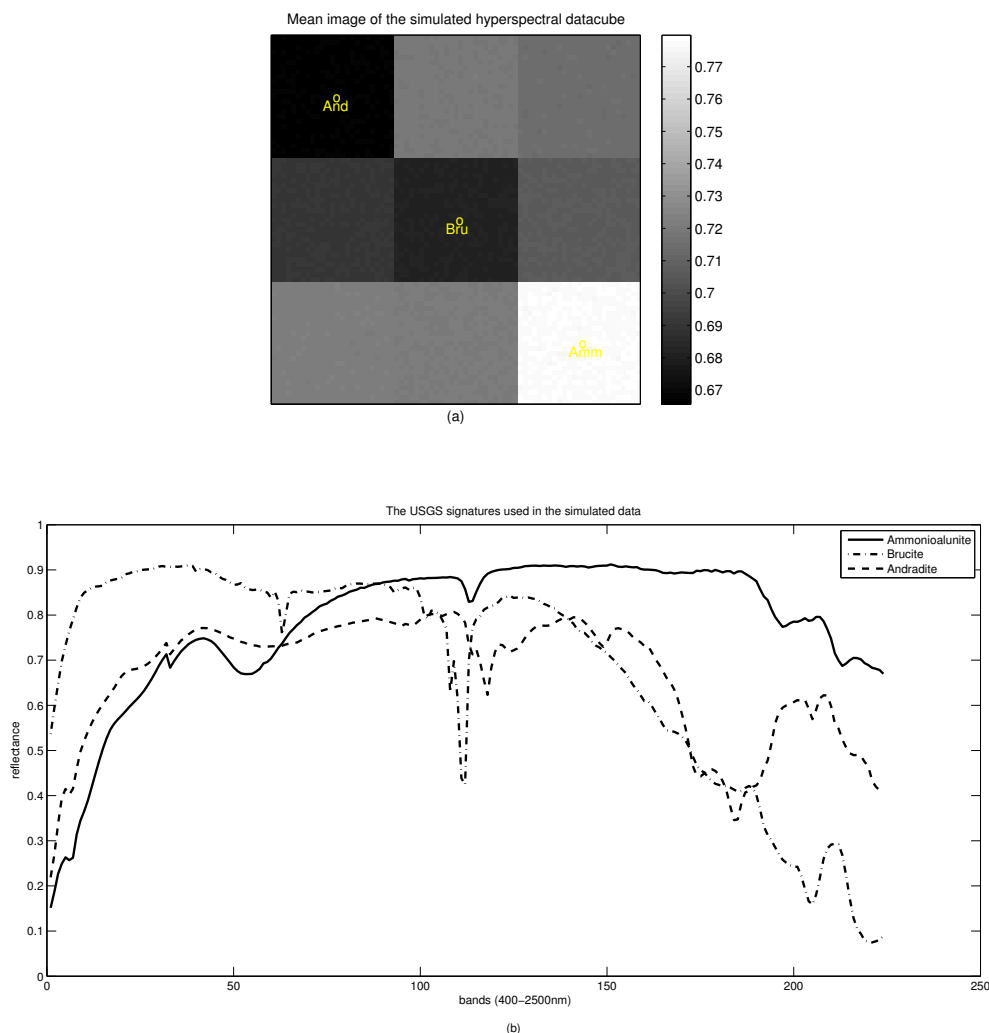 Mean image of the simulated hyperspectral datacube
And
Bru
Amm
0.77
0.76
0.75
0.74
0.73
0.72
0.71
0.7
0.69
0.68
0.67
(a)
The USGS signatures used in the simulated data
Ammonioalunite
Brucite
Andradite
1
0.9
0.8
0.7
0.6
0.5
0.4
0.3
0.2
0.1
0
reflectance
0 50 100 150 200 250
bands (400−2500nm)
(b)